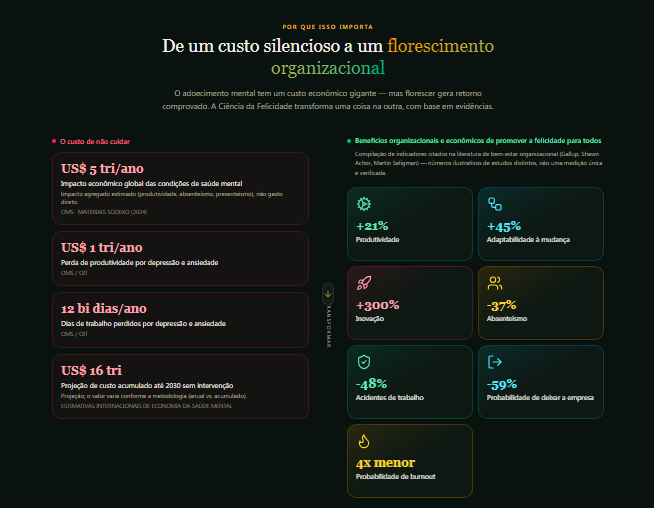 POR QUE ISSO IMPORTA
De um custo silencioso a um florescimento
organizacional
O adoecimento mental tem um custo econômico gigante — mas florescer gera retorno
comprovado. A Ciência da Felicidade transforma uma coisa na outra, com base em evidências.
O custo de não cuidar
US$ 5 tri/ano
Impacto econômico global das condições de saúde mental
Impacto agregado estimado (produtividade, absenteísmo, presenteísmo), não gasto
direto.
OMS · MATERIAIS SODEXO (2024)
US$ 1 tri/ano
Perda de produtividade por depressão e ansiedade
OMS / OIT
12 bi dias/ano
Dias de trabalho perdidos por depressão e ansiedade
OMS / OIT
US$ 16 tri
Projeção de custo acumulado até 2030 sem intervenção
Projeção; o valor varia conforme a metodologia (anual vs. acumulado).
ESTIMATIVAS INTERNACIONAIS DE ECONOMIA DA SAÚDE MENTAL
RANSFORMAR
Benefícios organizacionais e econômicos de promover a felicidade para todos
Compilação de indicadores citados na literatura de bem-estar organizacional (Gallup, Shawn
Achor, Martin Seligman) — números ilustrativos de estudos distintos, não uma medição única
e verificada.
+21%
Produtividade
+45%
Adaptabilidade à mudança
+300%
Inovação
-37%
Absenteísmo
-48%
Acidentes de trabalho
-59%
Probabilidade de deixar a empresa
4x menor
Probabilidade de burnout